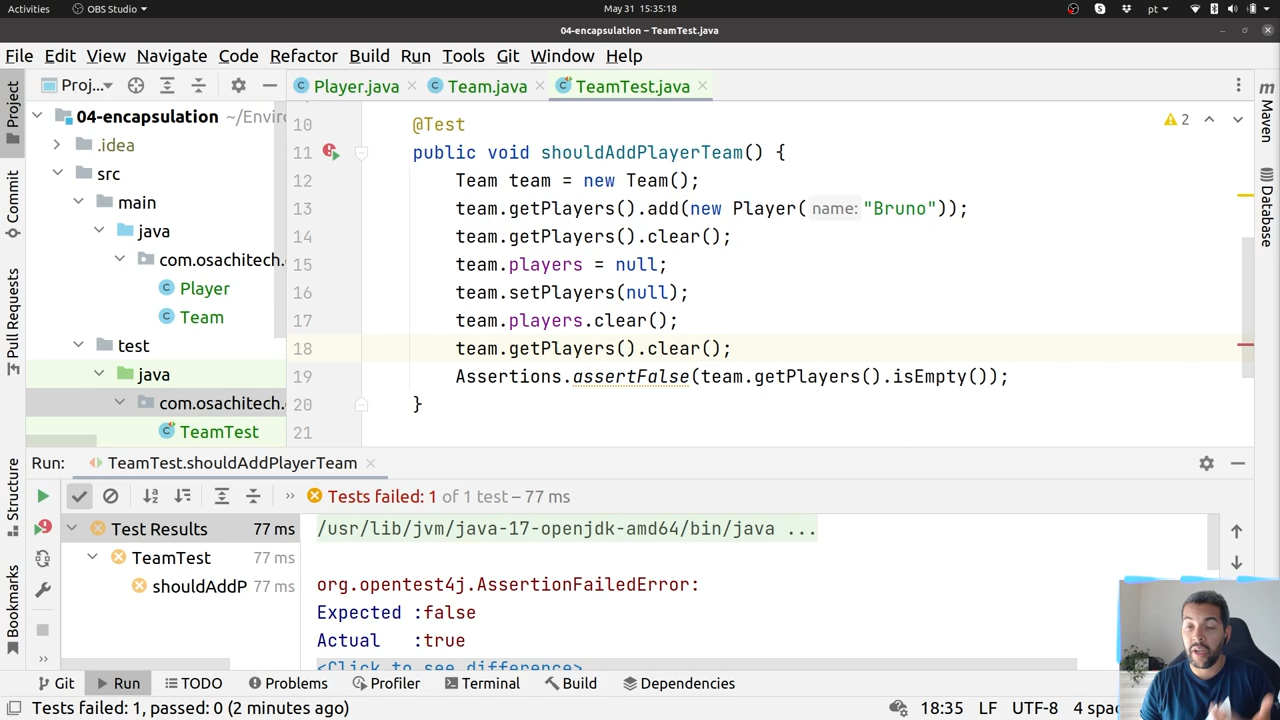 Activities
OBS Studio
May 31 15:35:18
pt
04-encapsulation – TeamTest.java
File Edit View Navigate Code Refactor Build Run Tools Git Window Help
Proj...
Player.java
Team.java
TeamTest.java
Project
Commit
Pull Requests
Structure
Bookmarks
04-encapsulation ~/Enviro
.idea
src
main
java
com.osachitech.
Player
Team
test
java
com.osachitech.
TeamTest
10 @Test
11 public void shouldAddPlayerTeam() {
12 Team team = new Team();
13 team.getPlayers().add(new Player( name: "Bruno"));
14 team.getPlayers().clear();
15 team.players = null;
16 team.setPlayers(null);
17 team.players.clear();
18 team.getPlayers().clear();
19 Assertions.assertFalse(team.getPlayers().isEmpty());
20 }
21
2
m
Maven
Database
Run: TeamTest.shouldAddPlayerTeam
Tests failed: 1 of 1 test – 77 ms
Test Results 77 ms
TeamTest 77 ms
shouldAddP 77 ms
/usr/lib/jvm/java-17-openjdk-amd64/bin/java ...
org.opentest4j.AssertionFailedError:
Expected :false
Actual :true
<Click to see difference>
Git Run TODO Problems Profiler Terminal Build Dependencies
Tests failed: 1, passed: 0 (2 minutes ago)
18:35 LF UTF-8 4 spac